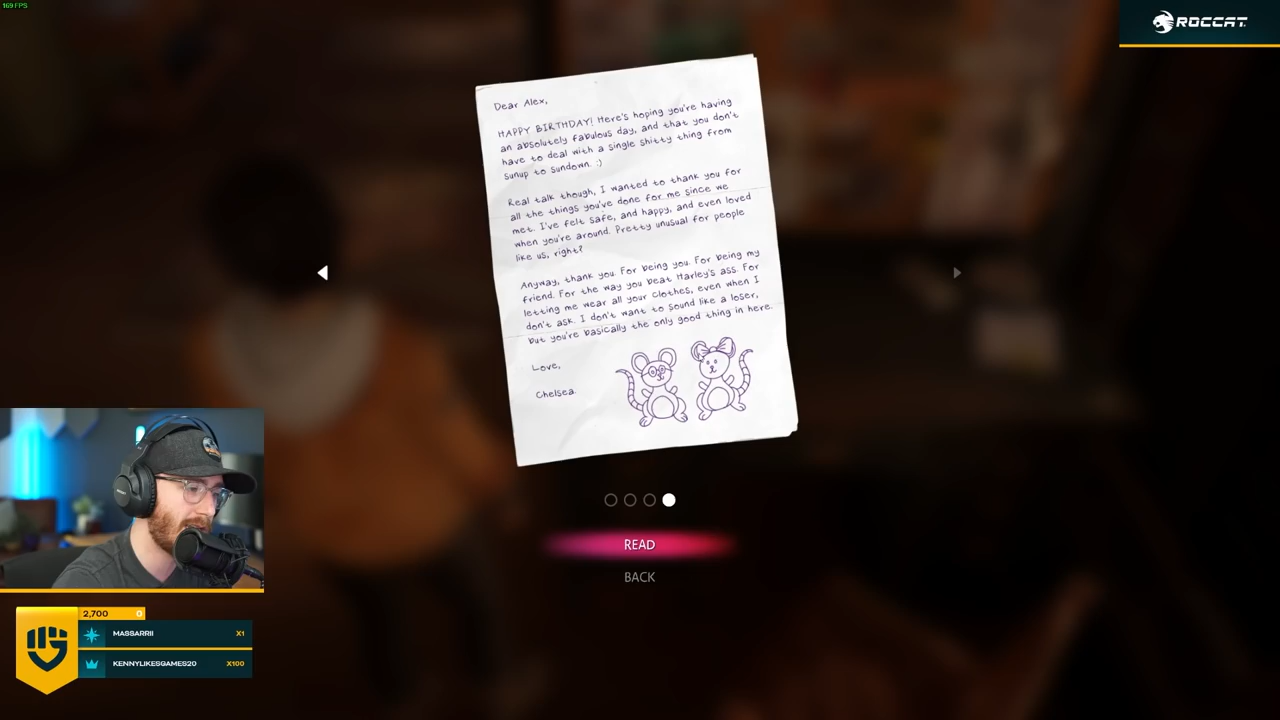 169 FPS
ROCCAT
Dear Alex,
HAPPY BIRTHDAY! Here's hoping you're having
an absolutely fabulous day, and that you don't
have to deal with a single shitty thing from
sunup to sundown. :)
Real talk though, I wanted to thank you for
all the things you've done for me since we
met. I've felt safe, and happy, and even loved
when you're around. Pretty unusual for people
like us, right?
Anyway, thank you. For being you. For being my
friend. For the way you beat Harley's ass. For
letting me wear all your clothes, even when I
don't ask. I don't want to sound like a loser,
but you're basically the only good thing in here.
Love,
Chelsea.
READ
BACK
2,700 0
MASSARRII X1
KENNYLIKESGAMES20 X100